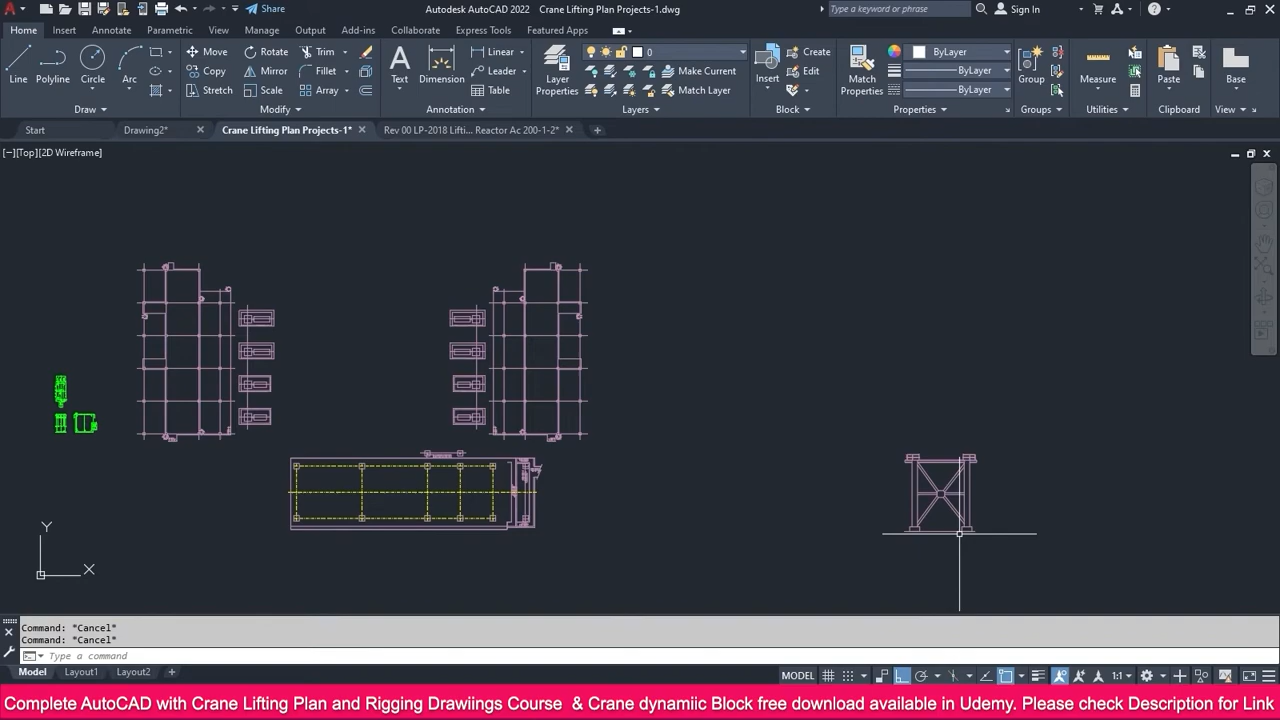 Share
Autodesk AutoCAD 2022 Crane Lifting Plan Projects-1.dwg
Type a keyword or phrase
Sign In
Home Insert Annotate Parametric View Manage Output Add-ins Collaborate Express Tools Featured Apps
Line
Polyline
Circle
Arc
Move
Copy
Stretch
Rotate
Mirror
Scale
Trim
Fillet
Array
Text
Dimension
Linear
Leader
Table
Layer
Properties
0
Make Current
Match Layer
Insert
Create
Edit
Match
Properties
ByLayer
ByLayer
ByLayer
Group
Measure
Paste
Base
Draw
Modify
Annotation
Layers
Block
Properties
Groups
Utilities
Clipboard
View
Start
Drawing2*
Crane Lifting Plan Projects-1*
Rev 00 LP-2018 Lifti... Reactor Ac 200-1-2*
[−][Top][2D Wireframe]
Y
X
Command: *Cancel*
Command: *Cancel*
Type a command
Model Layout1 Layout2
MODEL
1:1
Complete AutoCAD with Crane Lifting Plan and Rigging Drawiings Course & Crane dynamiic Block free download available in Udemy. Please check Description for Link